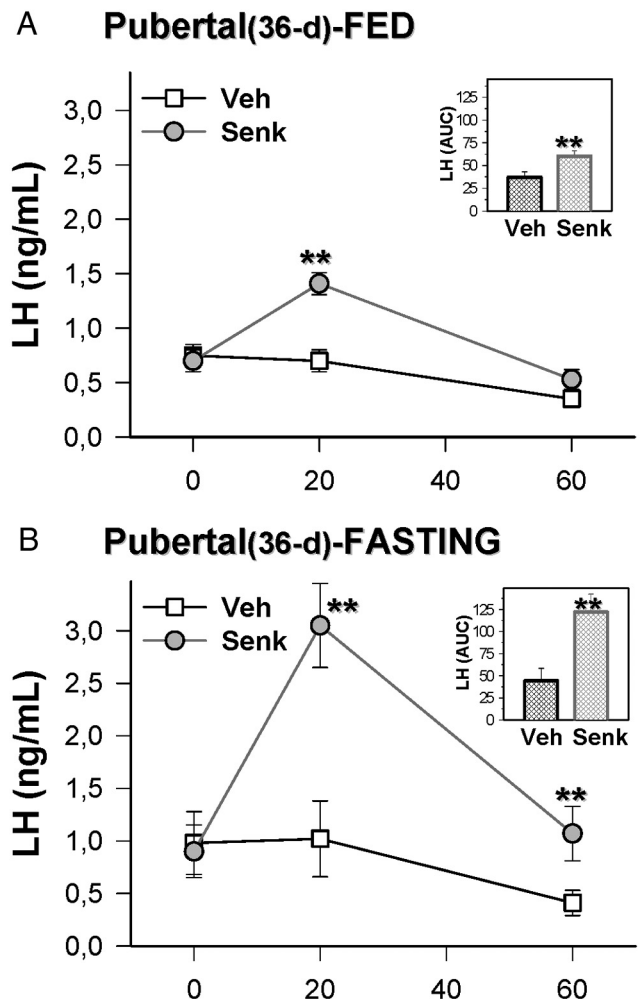 A Pubertal(36-d)-FED
Veh
Senk
LH (ng/mL)
3,0
2,5
2,0
1,5
1,0
0,5
0,0
0 20 40 60
**
LH (AUC)
125
100
75
50
25
0
**
Veh Senk
B Pubertal(36-d)-FASTING
Veh
Senk
LH (ng/mL)
3,0
2,5
2,0
1,5
1,0
0,5
0,0
0 20 40 60
**
**
LH (AUC)
125
100
75
50
25
0
**
Veh Senk